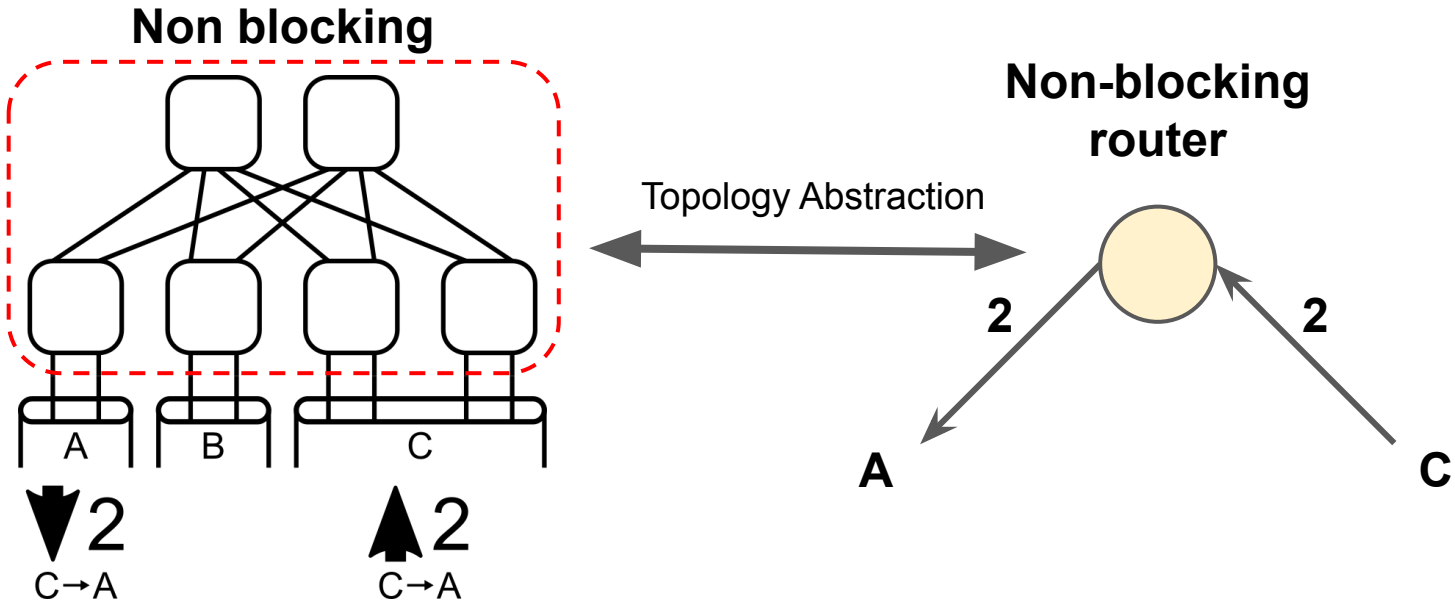 Non blocking
A
B
C
2
C→A
2
C→A
Topology Abstraction
Non-blocking
router
2
2
A
C